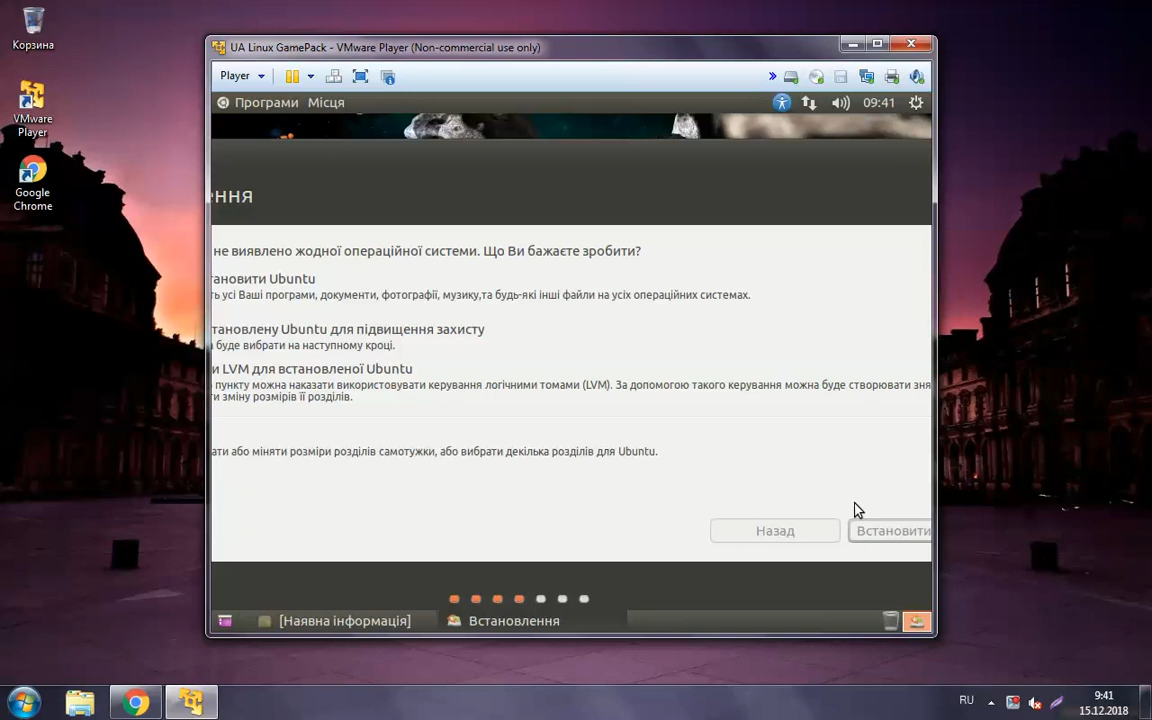 Корзина
VMware
Player
Google
Chrome
UA Linux GamePack - VMware Player (Non-commercial use only)
Player
Програми Місця
09:41
ення
не виявлено жодної операційної системи. Що Ви бажаєте зробити?
тановити Ubuntu
ть усі Ваші програми, документи, фотографії, музику,та будь-які інші файли на усіх операційних системах.
тановлену Ubuntu для підвищення захисту
а буде вибрати на наступному кроці.
и LVM для встановленої Ubuntu
пункту можна наказати використовувати керування логічними томами (LVM). За допомогою такого керування можна буде створювати зня
ти зміну розмірів її розділів.
ати або міняти розміри розділів самотужки, або вибрати декілька розділів для Ubuntu.
Назад
Встановити
[Наявна інформація]
Встановлення
RU
9:41
15.12.2018